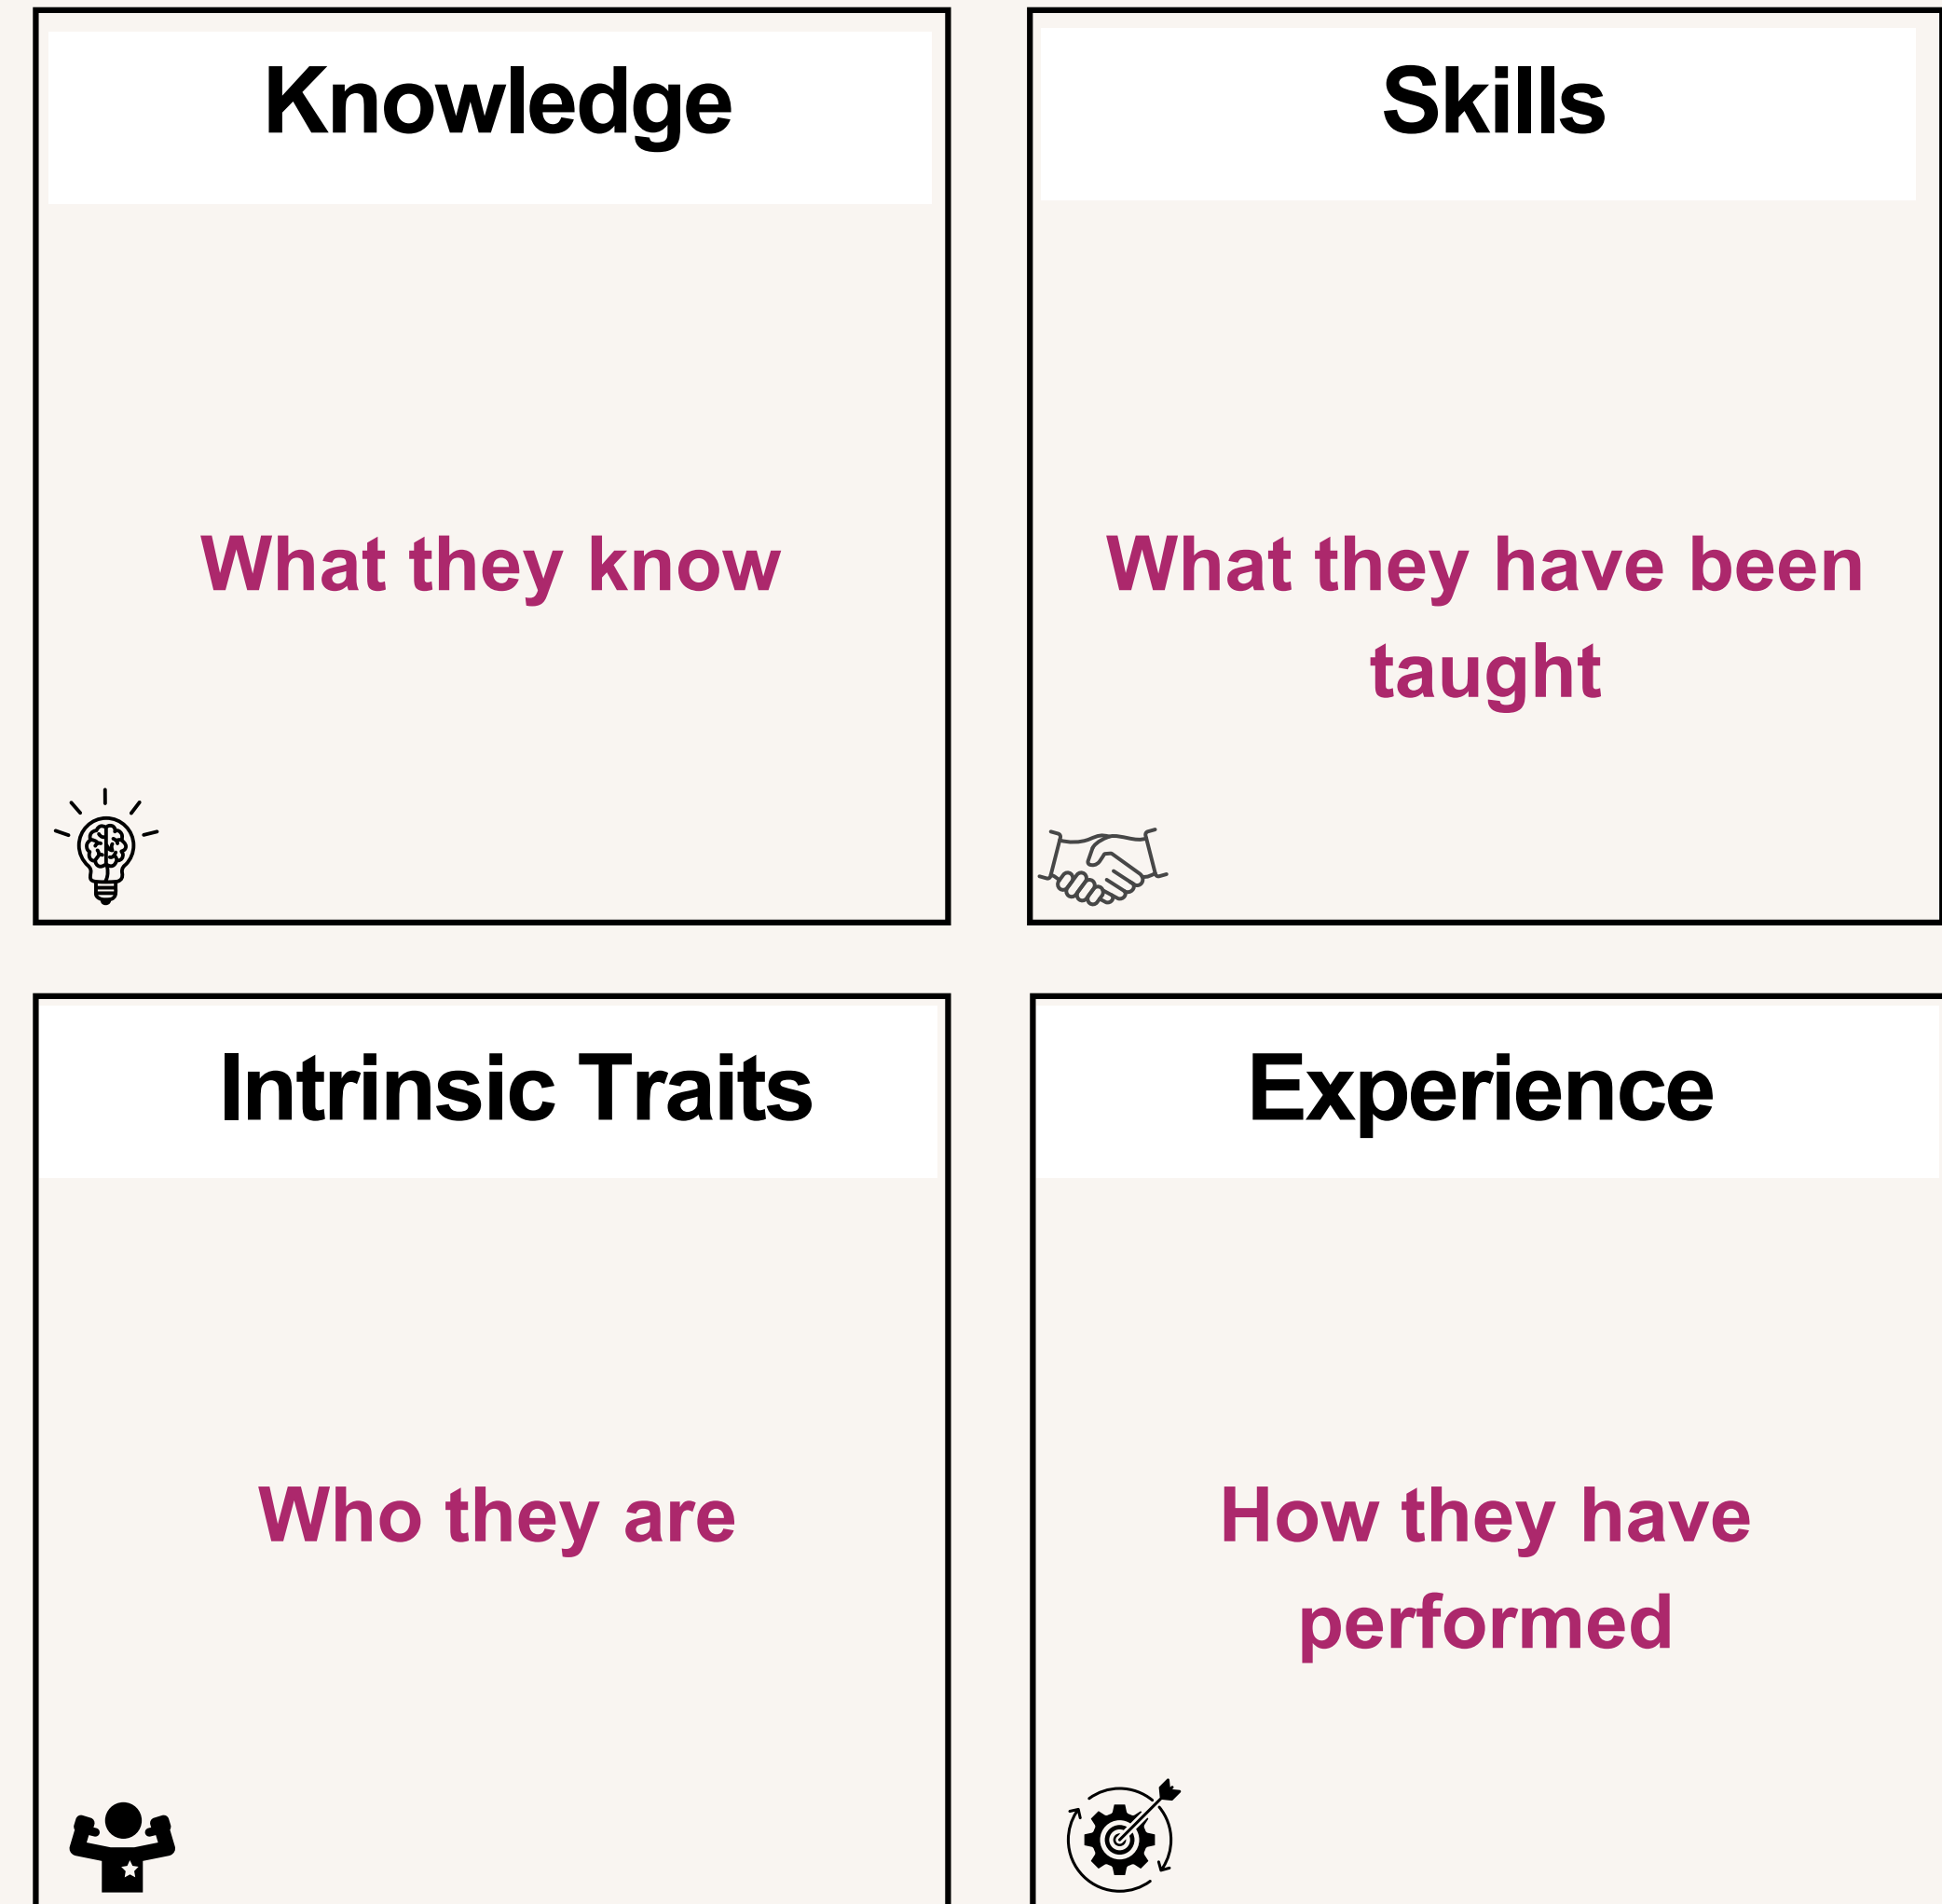 Knowledge
What they know
Skills
What they have been
taught
Intrinsic Traits
Who they are
Experience
How they have
performed